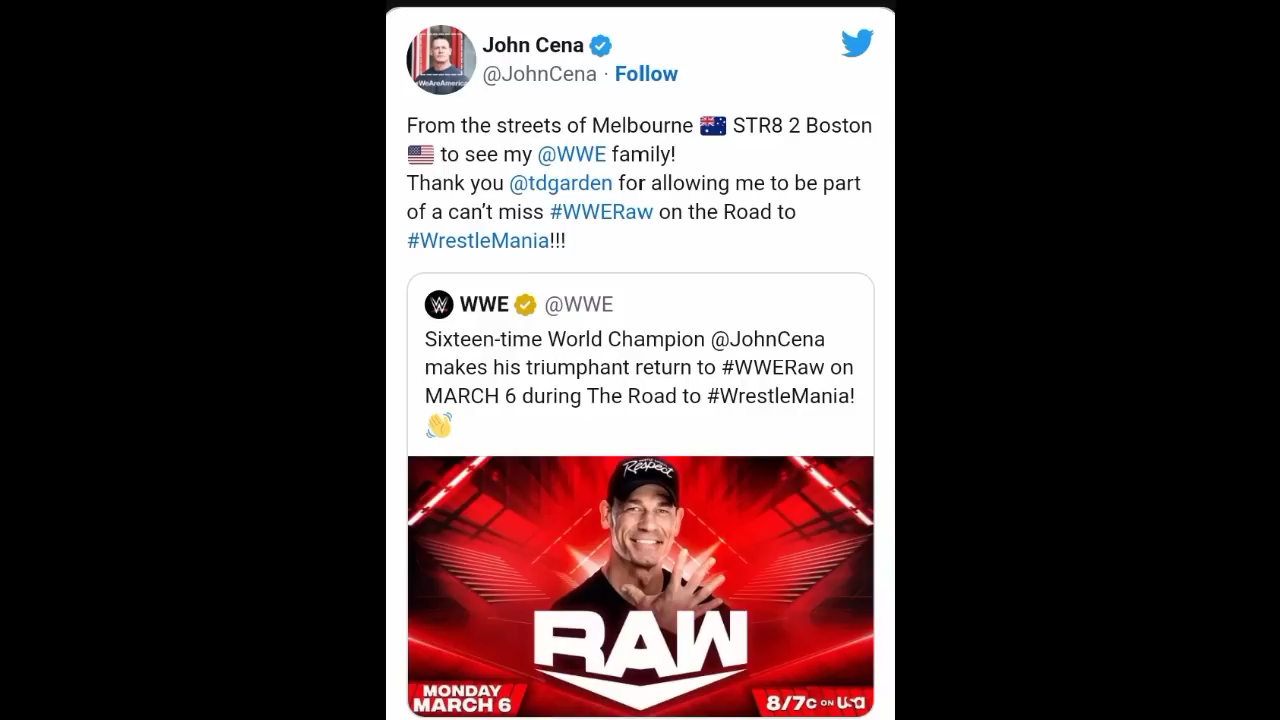 John Cena
@JohnCena · Follow
#WeAreAmerica
From the streets of Melbourne 🇦🇺 STR8 2 Boston
🇺🇸 to see my @WWE family!
Thank you @tdgarden for allowing me to be part
of a can’t miss #WWERaw on the Road to
#WrestleMania!!!
WWE @WWE
Sixteen-time World Champion @JohnCena
makes his triumphant return to #WWERaw on
MARCH 6 during The Road to #WrestleMania!
👋
Respect
RAW
MONDAY
MARCH 6
8/7c ON USA